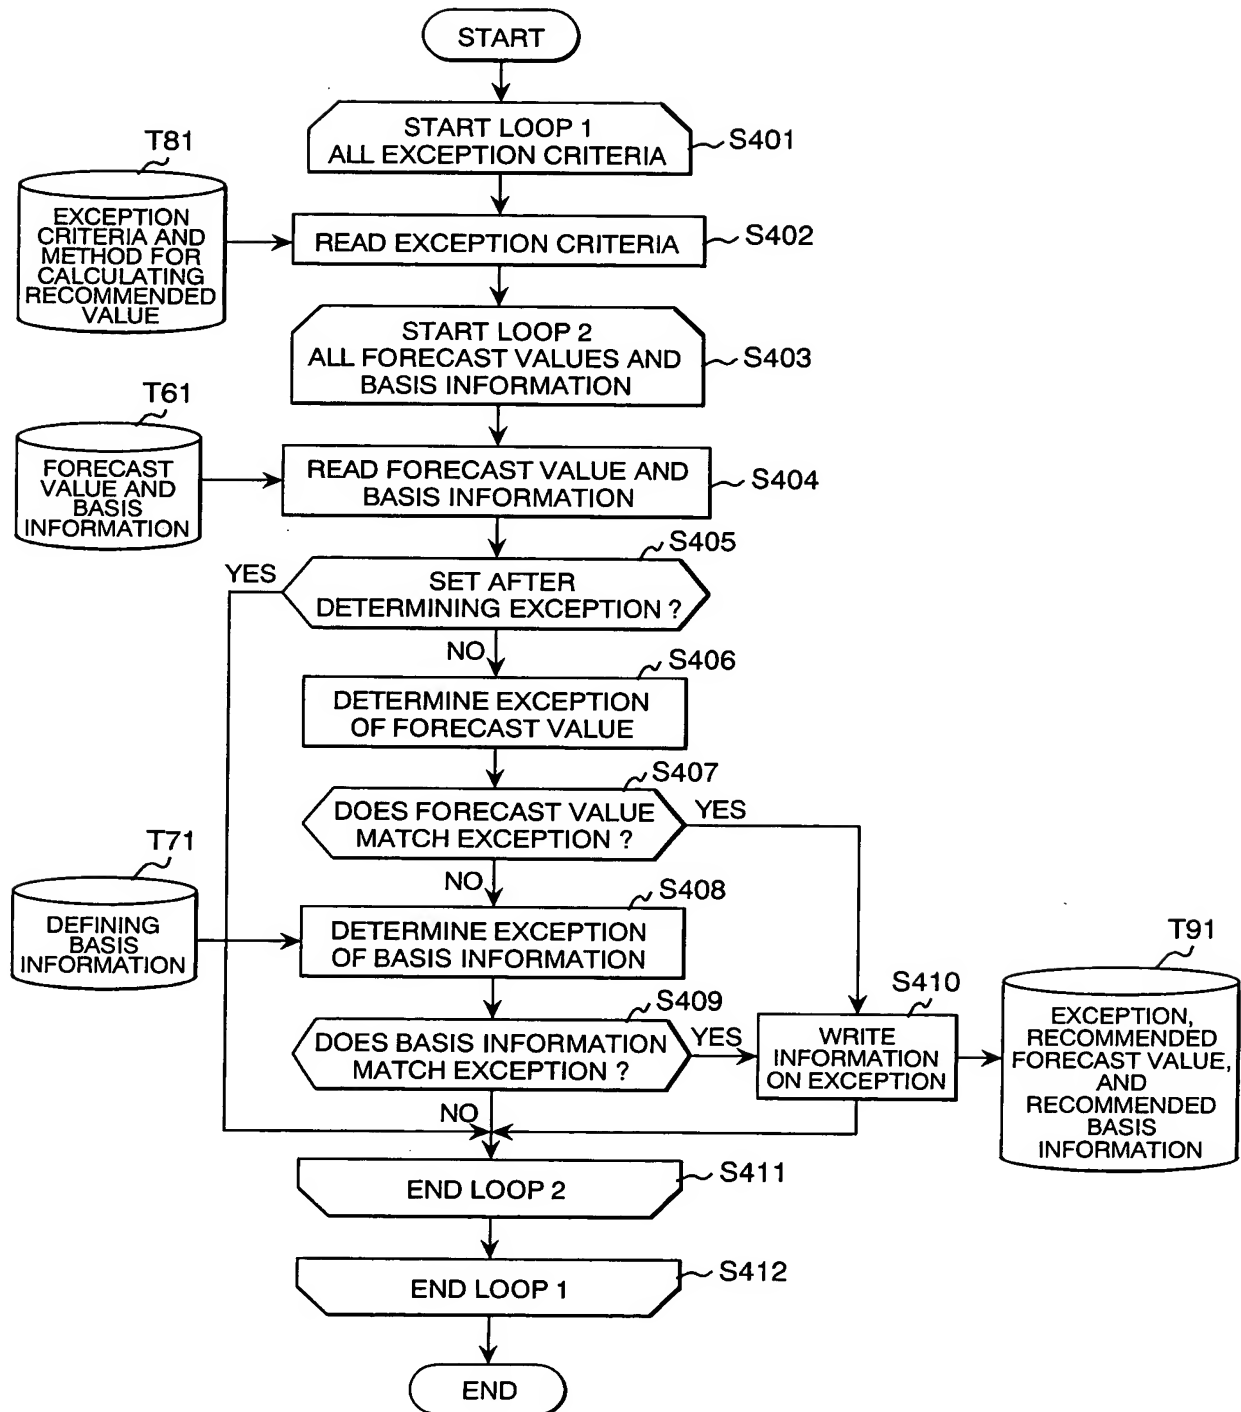 START
START LOOP 1
ALL EXCEPTION CRITERIA
S401
T81
EXCEPTION
CRITERIA AND
METHOD FOR
CALCULATING
RECOMMENDED
VALUE
READ EXCEPTION CRITERIA
S402
START LOOP 2
ALL FORECAST VALUES AND
BASIS INFORMATION
S403
T61
FORECAST
VALUE AND
BASIS
INFORMATION
READ FORECAST VALUE AND
BASIS INFORMATION
S404
S405
YES
SET AFTER
DETERMINING EXCEPTION ?
NO
S406
DETERMINE EXCEPTION
OF FORECAST VALUE
S407
DOES FORECAST VALUE
MATCH EXCEPTION ?
YES
T71
NO
S408
DEFINING
BASIS
INFORMATION
DETERMINE EXCEPTION
OF BASIS INFORMATION
T91
S409
S410
DOES BASIS INFORMATION
MATCH EXCEPTION ?
YES
WRITE
INFORMATION
ON EXCEPTION
EXCEPTION,
RECOMMENDED
FORECAST VALUE,
AND
RECOMMENDED
BASIS
INFORMATION
NO
END LOOP 2
S411
END LOOP 1
S412
END